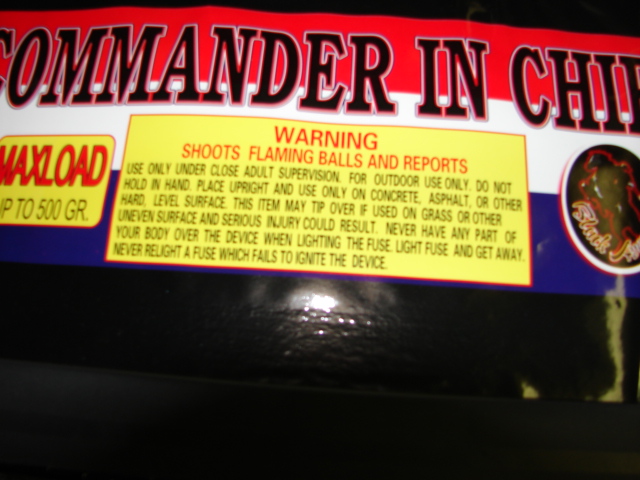 COMMANDER IN CHI
MAXLOAD
UP TO 500 GR.
WARNING
SHOOTS FLAMING BALLS AND REPORTS
USE ONLY UNDER CLOSE ADULT SUPERVISION. FOR OUTDOOR USE ONLY. DO NOT
HOLD IN HAND. PLACE UPRIGHT AND USE ONLY ON CONCRETE, ASPHALT, OR OTHER
HARD, LEVEL SURFACE. THIS ITEM MAY TIP OVER IF USED ON GRASS OR OTHER
UNEVEN SURFACE AND SERIOUS INJURY COULD RESULT. NEVER HAVE ANY PART OF
YOUR BODY OVER THE DEVICE WHEN LIGHTING THE FUSE. LIGHT FUSE AND GET AWAY.
NEVER RELIGHT A FUSE WHICH FAILS TO IGNITE THE DEVICE.
Black